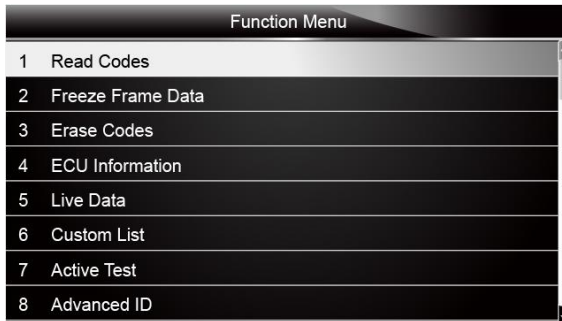 Function Menu
1 Read Codes
2 Freeze Frame Data
3 Erase Codes
4 ECU Information
5 Live Data
6 Custom List
7 Active Test
8 Advanced ID